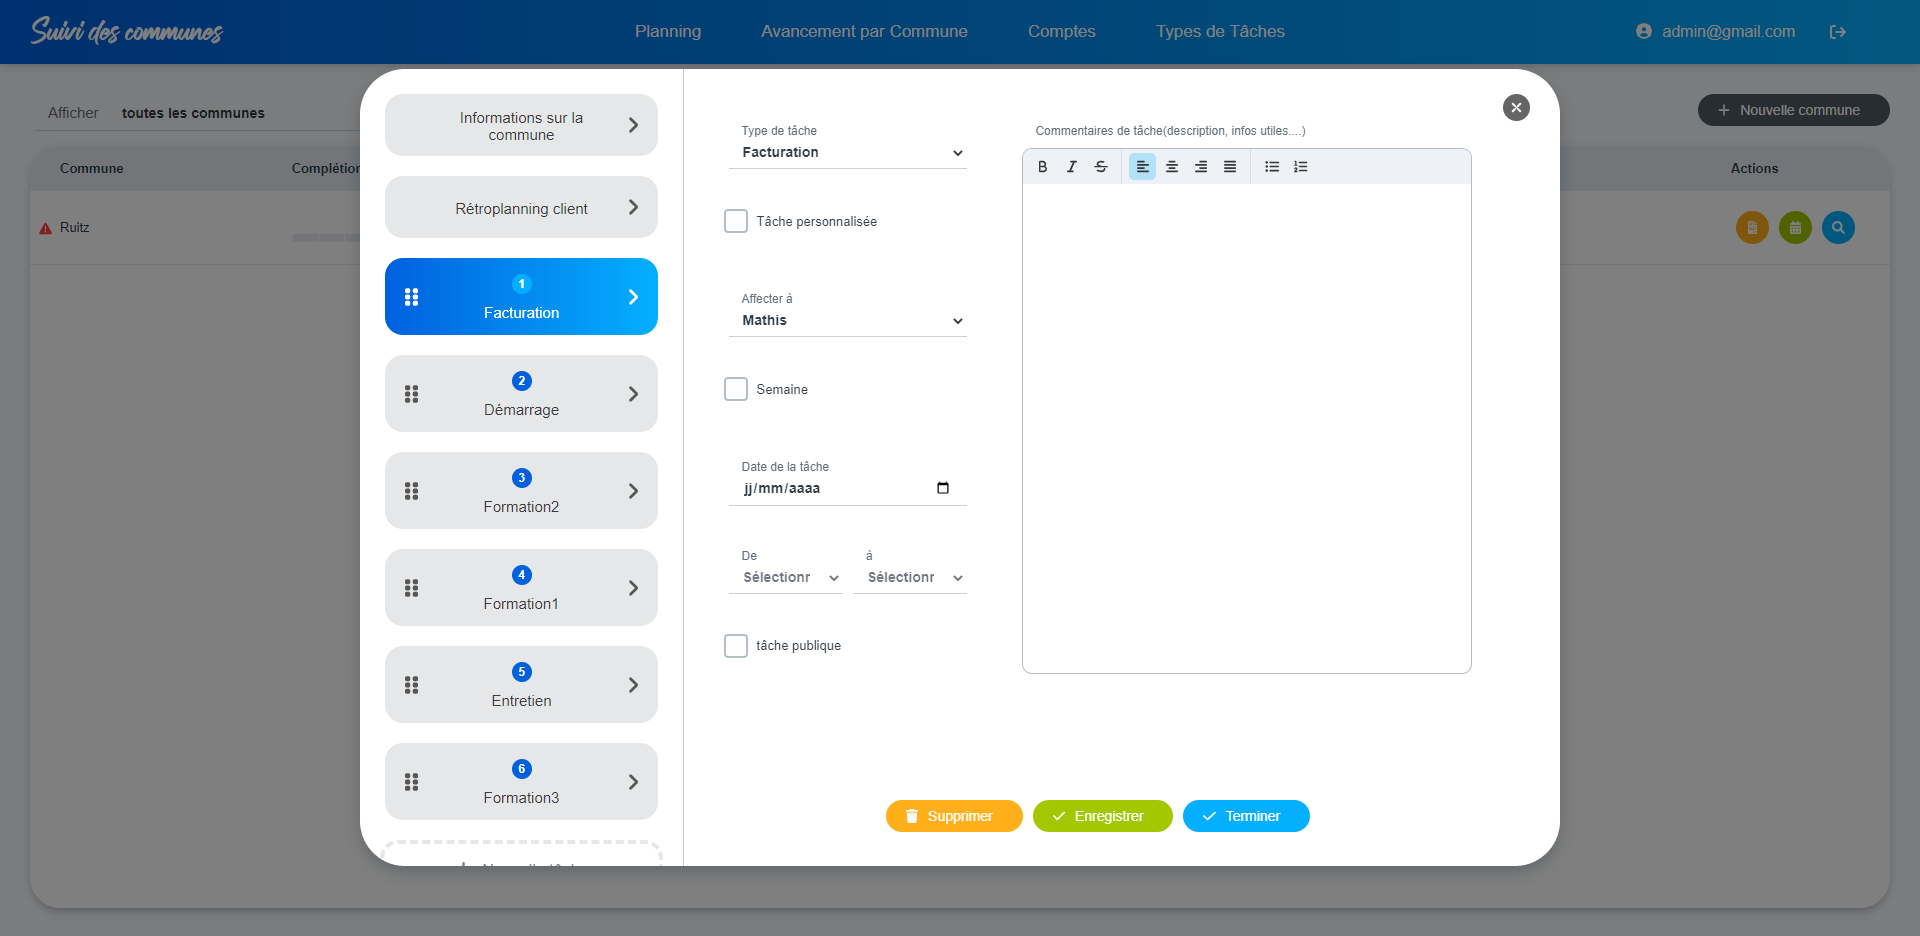 Suivi des communes
Planning
Avancement par Commune
Comptes
Types de Tâches
admin@gmail.com
Afficher
toutes les communes
Nouvelle commune
Commune
Complétion
Actions
Ruitz
Informations sur la
commune
Rétroplanning client
1
Facturation
2
Démarrage
3
Formation2
4
Formation1
5
Entretien
6
Formation3
Type de tâche
Facturation
Tâche personnalisée
Affecter à
Mathis
Semaine
Date de la tâche
jj/mm/aaaa
De
à
Sélectionr
Sélectionr
tâche publique
Commentaires de tâche(description, infos utiles....)
B I S
Supprimer
Enregistrer
Terminer